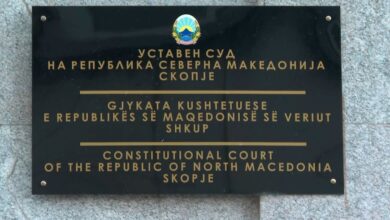 УСТАВЕН СУД
НА РЕПУБЛИКА СЕВЕРНА МАКЕДОНИЈА
СКОПЈЕ
GJYKATA KUSHTETUESE
E REPUBLIKËS SË MAQEDONISË SË VERIUT
SHKUP
CONSTITUTIONAL COURT
OF THE REPUBLIC OF NORTH MACEDONIA
SKOPJE